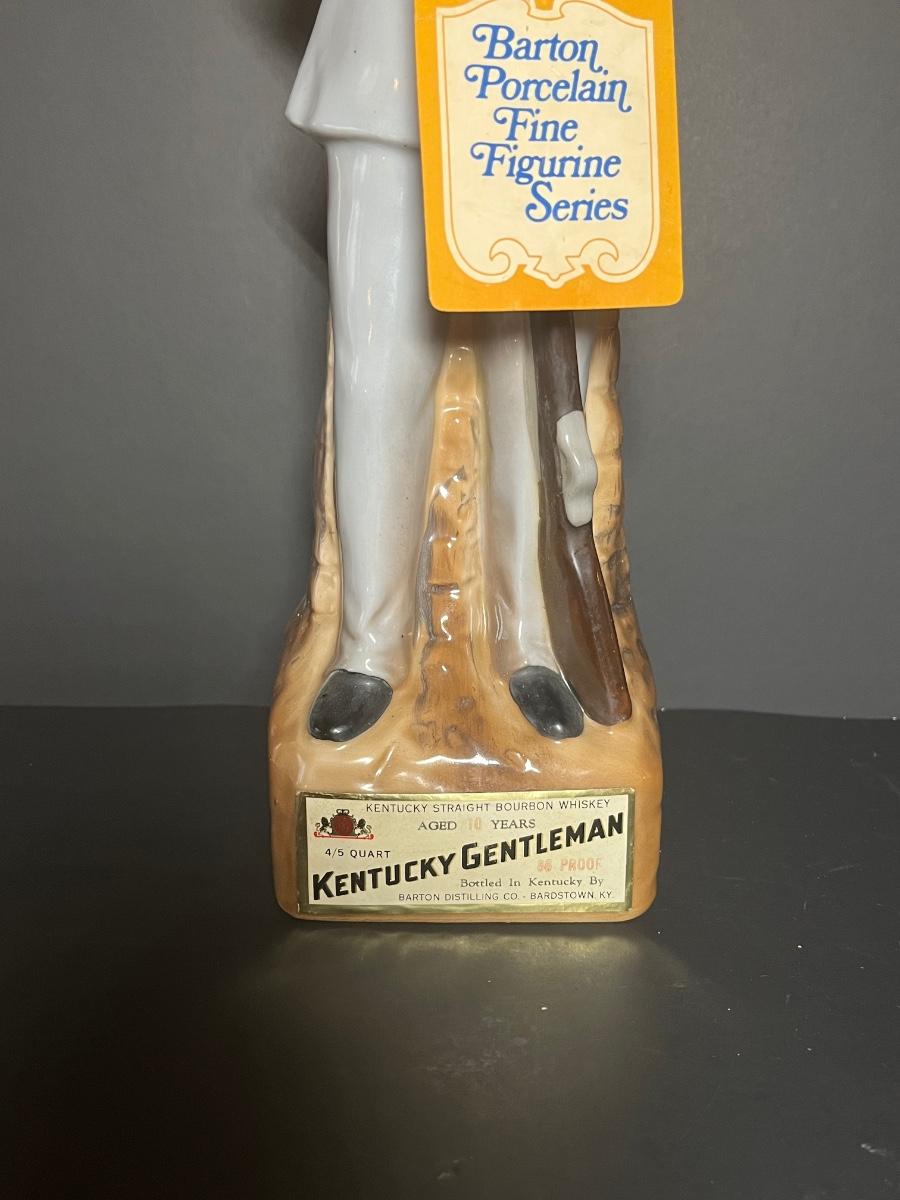 Barton
Porcelain
Fine
Figurine
Series
KENTUCKY STRAIGHT BOURBON WHISKEY
AGED 10 YEARS
4/5 QUART
KENTUCKY GENTLEMAN
86 PROOF
Bottled In Kentucky By
BARTON DISTILLING CO. - BARDSTOWN, KY.